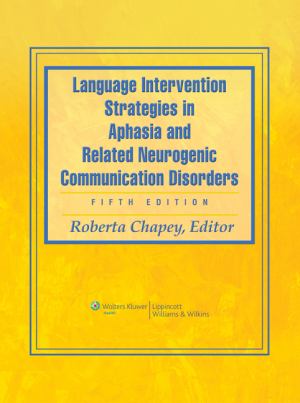 Language Intervention
Strategies in
Aphasia and
Related Neurogenic
Communication Disorders
FIFTH EDITION
Roberta Chapey, Editor
Wolters Kluwer | Lippincott
Health | Williams & Wilkins